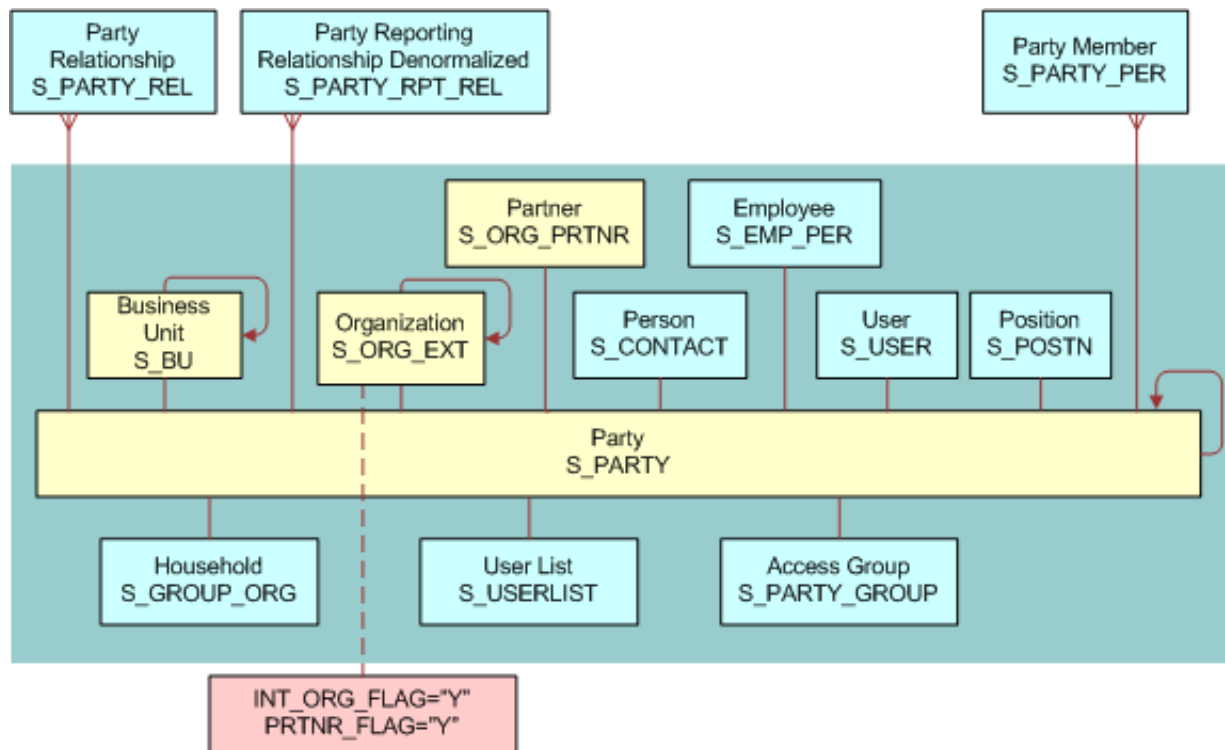 Party
Relationship
S_PARTY_REL
Party Reporting
Relationship Denormalized
S_PARTY_RPT_REL
Party Member
S_PARTY_PER
Partner
S_ORG_PRTNR
Employee
S_EMP_PER
Business
Unit
S_BU
Organization
S_ORG_EXT
Person
S_CONTACT
User
S_USER
Position
S_POSTN
Party
S_PARTY
Household
S_GROUP_ORG
User List
S_USERLIST
Access Group
S_PARTY_GROUP
INT_ORG_FLAG="Y"
PRTNR_FLAG="Y"